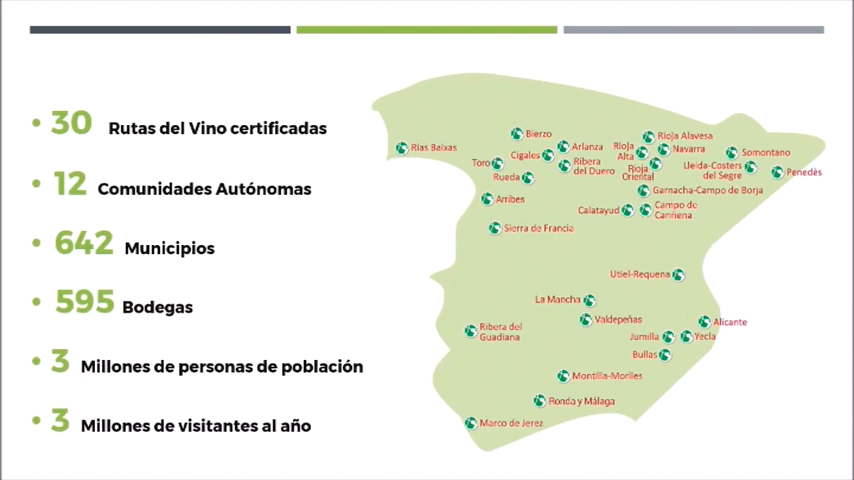 • 30 Rutas del Vino certificadas
• 12 Comunidades Autónomas
• 642 Municipios
• 595 Bodegas
• 3 Millones de personas de población
• 3 Millones de visitantes al año
Rías Baixas
Bierzo
Cigales
Arlanza
Toro
Ribera
del Duero
Rueda
Arribes
Sierra de Francia
Rioja Alavesa
Rioja
Alta
Navarra
Rioja
Oriental
Somontano
Lleida-Costers
del Segre
Penedès
Garnacha-Campo de Borja
Calatayud
Campo de
Cariñena
Utiel-Requena
La Mancha
Valdepeñas
Ribera del
Guadiana
Alicante
Jumilla
Yecla
Bullas
Montilla-Moriles
Ronda y Málaga
Marco de Jerez